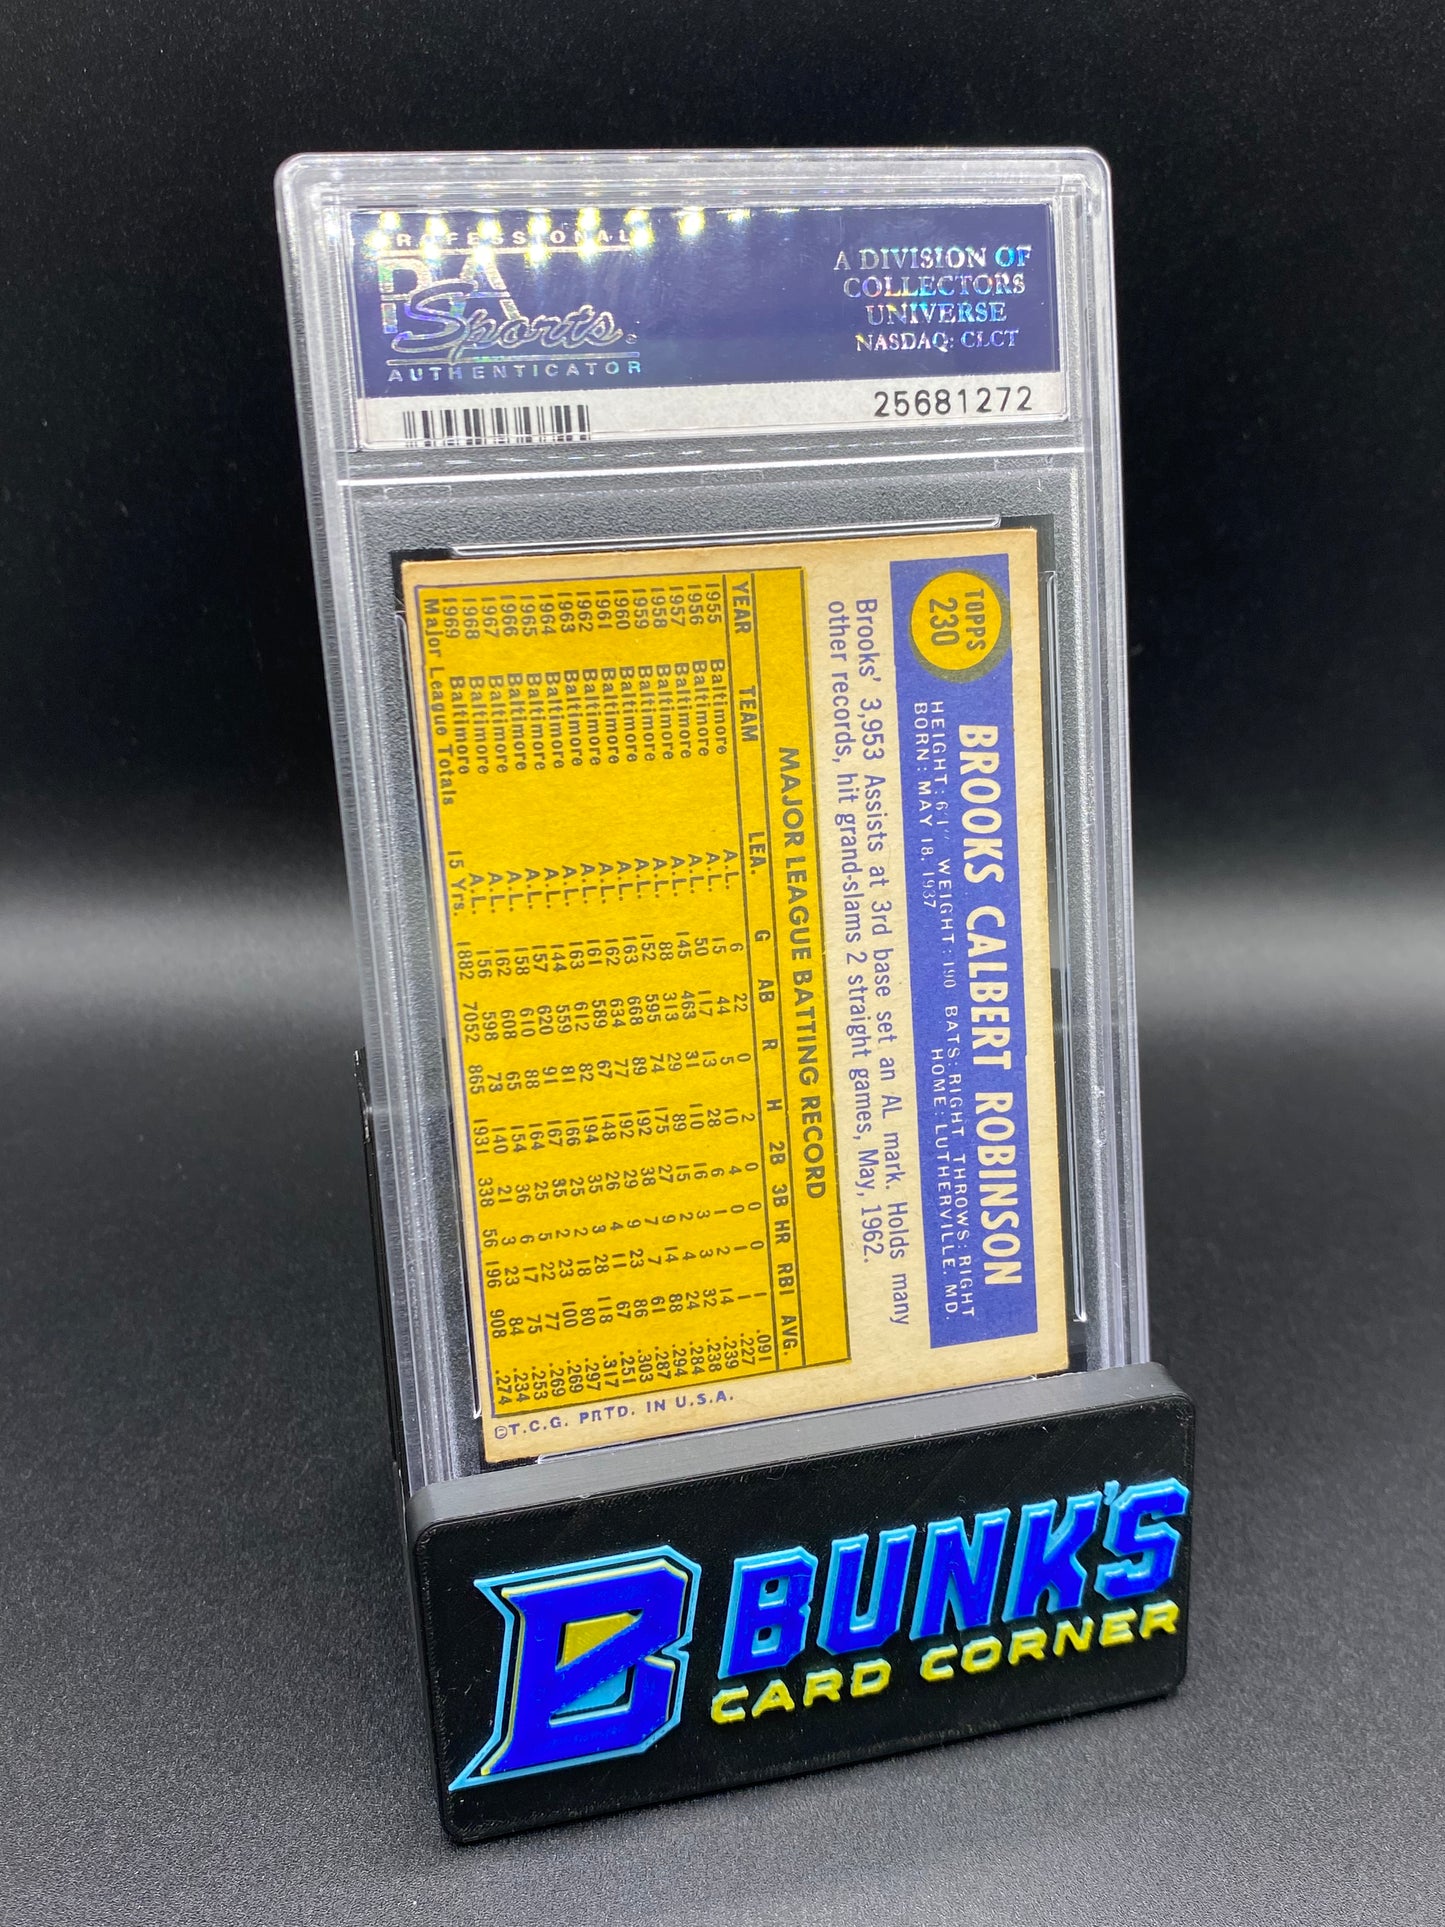 PROFESSIONAL
PSA
Sports
AUTHENTICATOR
A DIVISION OF
COLLECTORS
UNIVERSE
NASDAQ: CLCT
25681272
TOPPS
230
BROOKS CALBERT ROBINSON
HEIGHT: 6'1" WEIGHT: 190 BATS: RIGHT THROWS: RIGHT
BORN: MAY 18, 1937 HOME: LUTHERVILLE, MD.
Brooks' 3,953 Assists at 3rd base set an AL mark. Holds many
other records, hit grand-slams 2 straight games, May, 1962.
MAJOR LEAGUE BATTING RECORD
YEAR TEAM LEA. G AB R H 2B 3B HR RBI AVG.
1955 Baltimore A.L. 6 22 0 2 0 0 0 1 .091
1956 Baltimore A.L. 15 44 5 10 4 0 1 1 .227
1957 Baltimore A.L. 50 117 13 28 6 1 2 14 .239
1958 Baltimore A.L. 145 463 31 110 16 3 3 32 .238
1959 Baltimore A.L. 88 313 29 89 15 2 4 24 .284
1960 Baltimore A.L. 152 595 74 175 27 9 14 88 .294
1961 Baltimore A.L. 163 668 89 192 38 7 7 61 .287
1962 Baltimore A.L. 162 634 77 192 29 9 23 86 .303
1963 Baltimore A.L. 161 589 67 148 26 4 11 67 .251
1964 Baltimore A.L. 163 612 82 194 35 3 28 118 .317
1965 Baltimore A.L. 144 559 81 166 25 2 18 80 .297
1966 Baltimore A.L. 157 620 91 167 35 2 23 100 .269
1967 Baltimore A.L. 158 610 88 164 25 5 22 77 .269
1968 Baltimore A.L. 162 608 65 154 36 6 17 75 .253
1969 Baltimore A.L. 156 598 73 140 21 3 23 84 .234
Major League Totals 15 Yrs. 1882 7052 865 1931 338 56 196 908 .274
©T.C.G. PRTD. IN U.S.A.
B BUNK'S
CARD CORNER